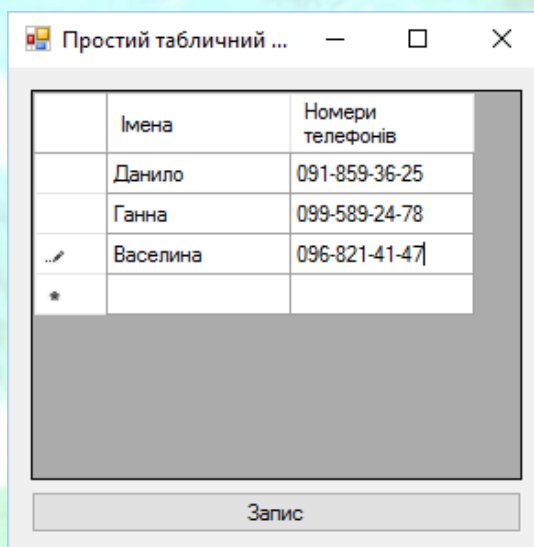 Простий табличний ...
Імена
Номери
телефонів
Данило 091-859-36-25
Ганна 099-589-24-78
Васелина 096-821-41-47
Запис